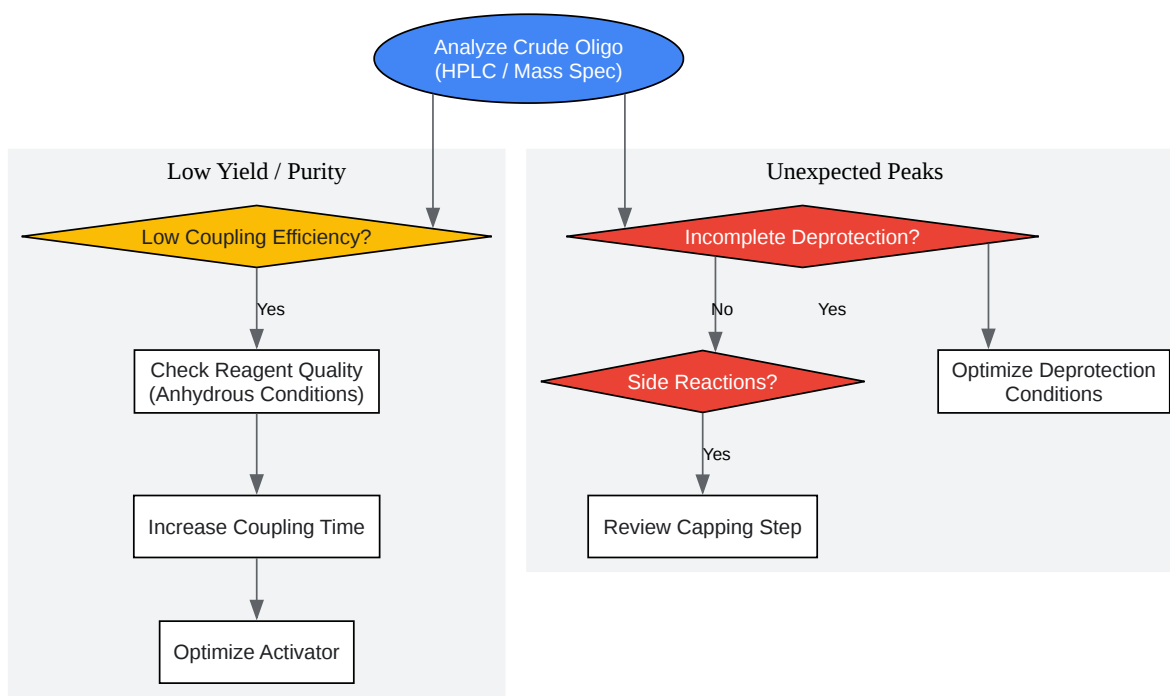 Analyze Crude Oligo
(HPLC / Mass Spec)
Low Yield / Purity
Low Coupling Efficiency?
Yes
Check Reagent Quality
(Anhydrous Conditions)
Increase Coupling Time
Optimize Activator
Unexpected Peaks
Incomplete Deprotection?
No
Yes
Side Reactions?
Optimize Deprotection
Conditions
Yes
Review Capping Step